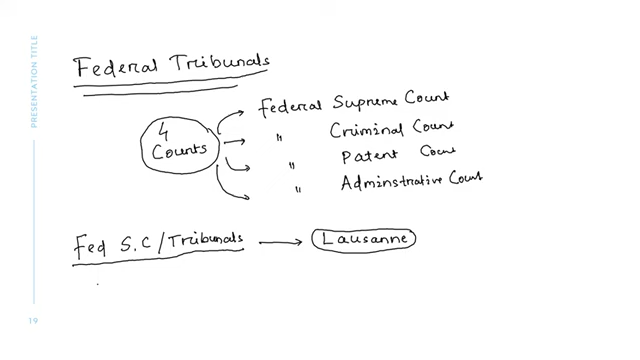 PRESENTATION TITLE
Federal Tribunals
4 Courts
Federal Supreme Court
" Criminal Court
" Patent Court
" Adminstrative Court
Fed S.C/Tribunals → Lausanne
19